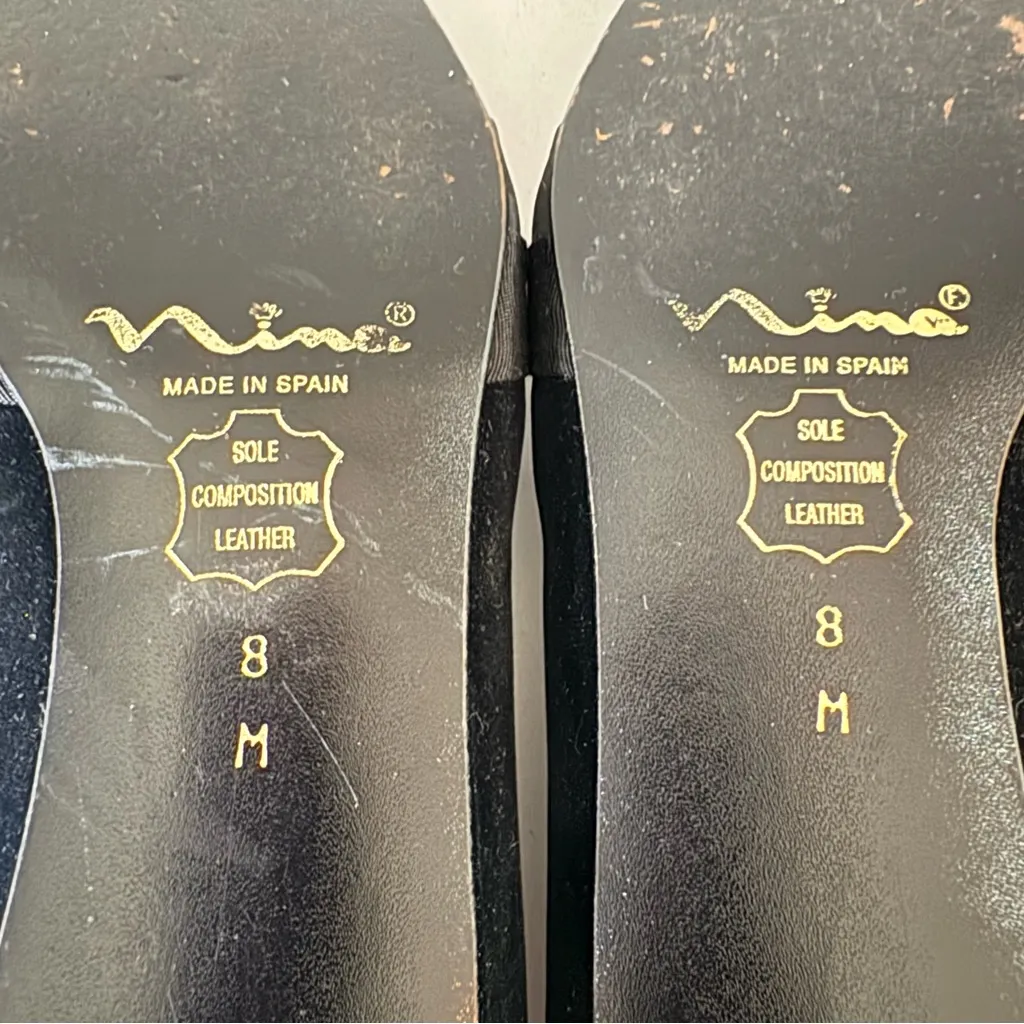 Nina ®
MADE IN SPAIN
SOLE
COMPOSITION
LEATHER
8
M
Nina ®
MADE IN SPAIN
SOLE
COMPOSITION
LEATHER
8
M